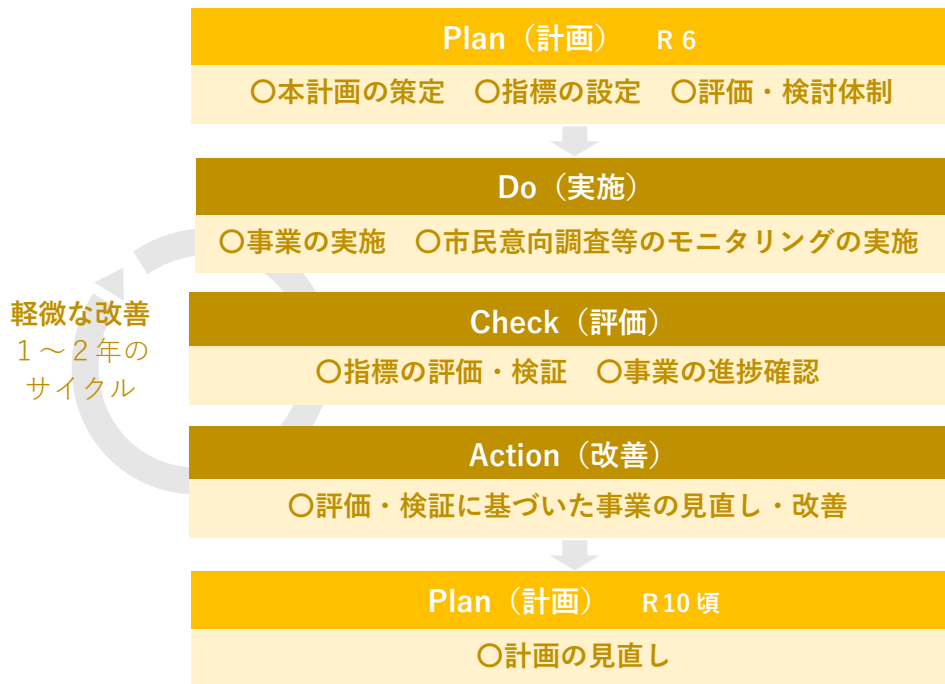 Plan（計画）　R 6
〇本計画の策定　〇指標の設定　〇評価・検討体制
Do（実施）
〇事業の実施　〇市民意向調査等のモニタリングの実施
軽微な改善
１～２年の
サイクル
Check（評価）
〇指標の評価・検証　〇事業の進捗確認
Action（改善）
〇評価・検証に基づいた事業の見直し・改善
Plan（計画）　R10 頃
〇計画の見直し